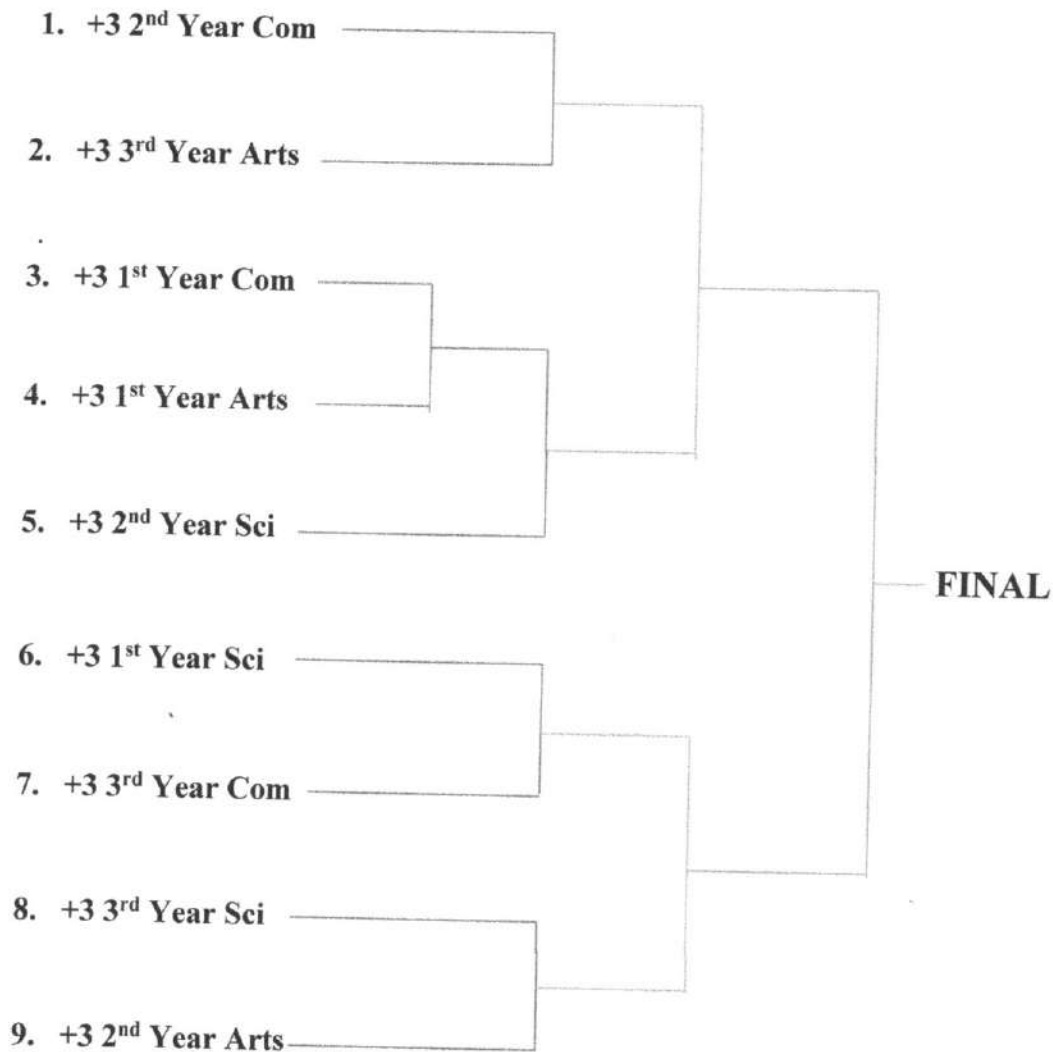 1. +3 2nd Year Com
2. +3 3rd Year Arts
3. +3 1st Year Com
4. +3 1st Year Arts
5. +3 2nd Year Sci
FINAL
6. +3 1st Year Sci
7. +3 3rd Year Com
8. +3 3rd Year Sci
9. +3 2nd Year Arts